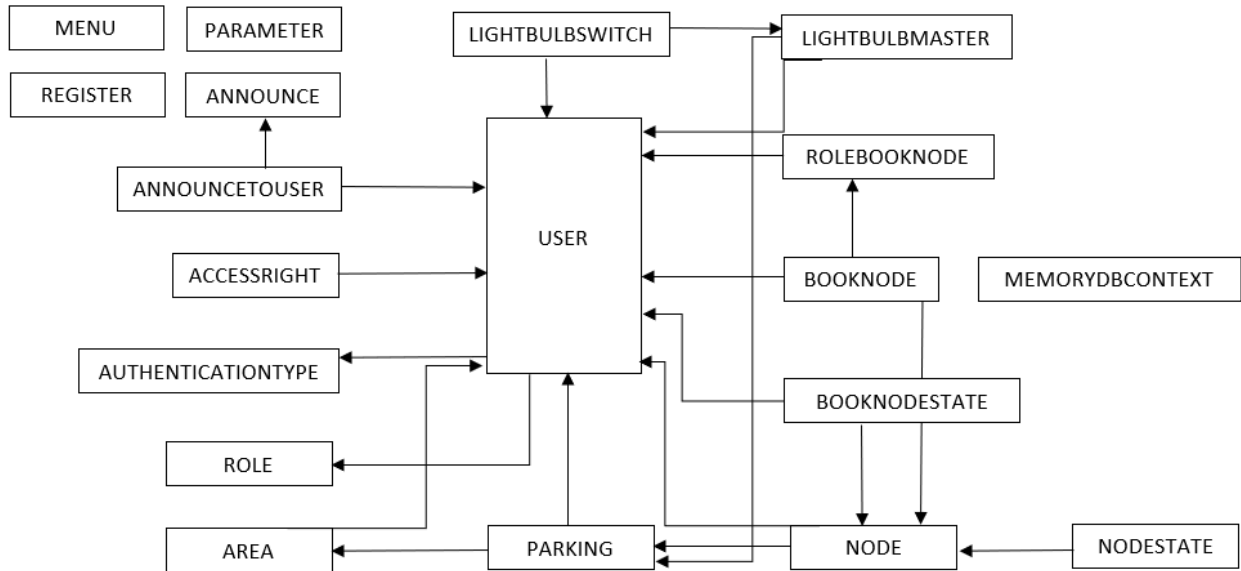 MENU
PARAMETER
LIGHTBULBSWITCH
LIGHTBULBMASTER
REGISTER
ANNOUNCE
ROLEBOOKNODE
ANNOUNCETOUSER
USER
ACCESSRIGHT
BOOKNODE
MEMORYDBCONTEXT
AUTHENTICATIONTYPE
BOOKNODESTATE
ROLE
AREA
PARKING
NODE
NODESTATE